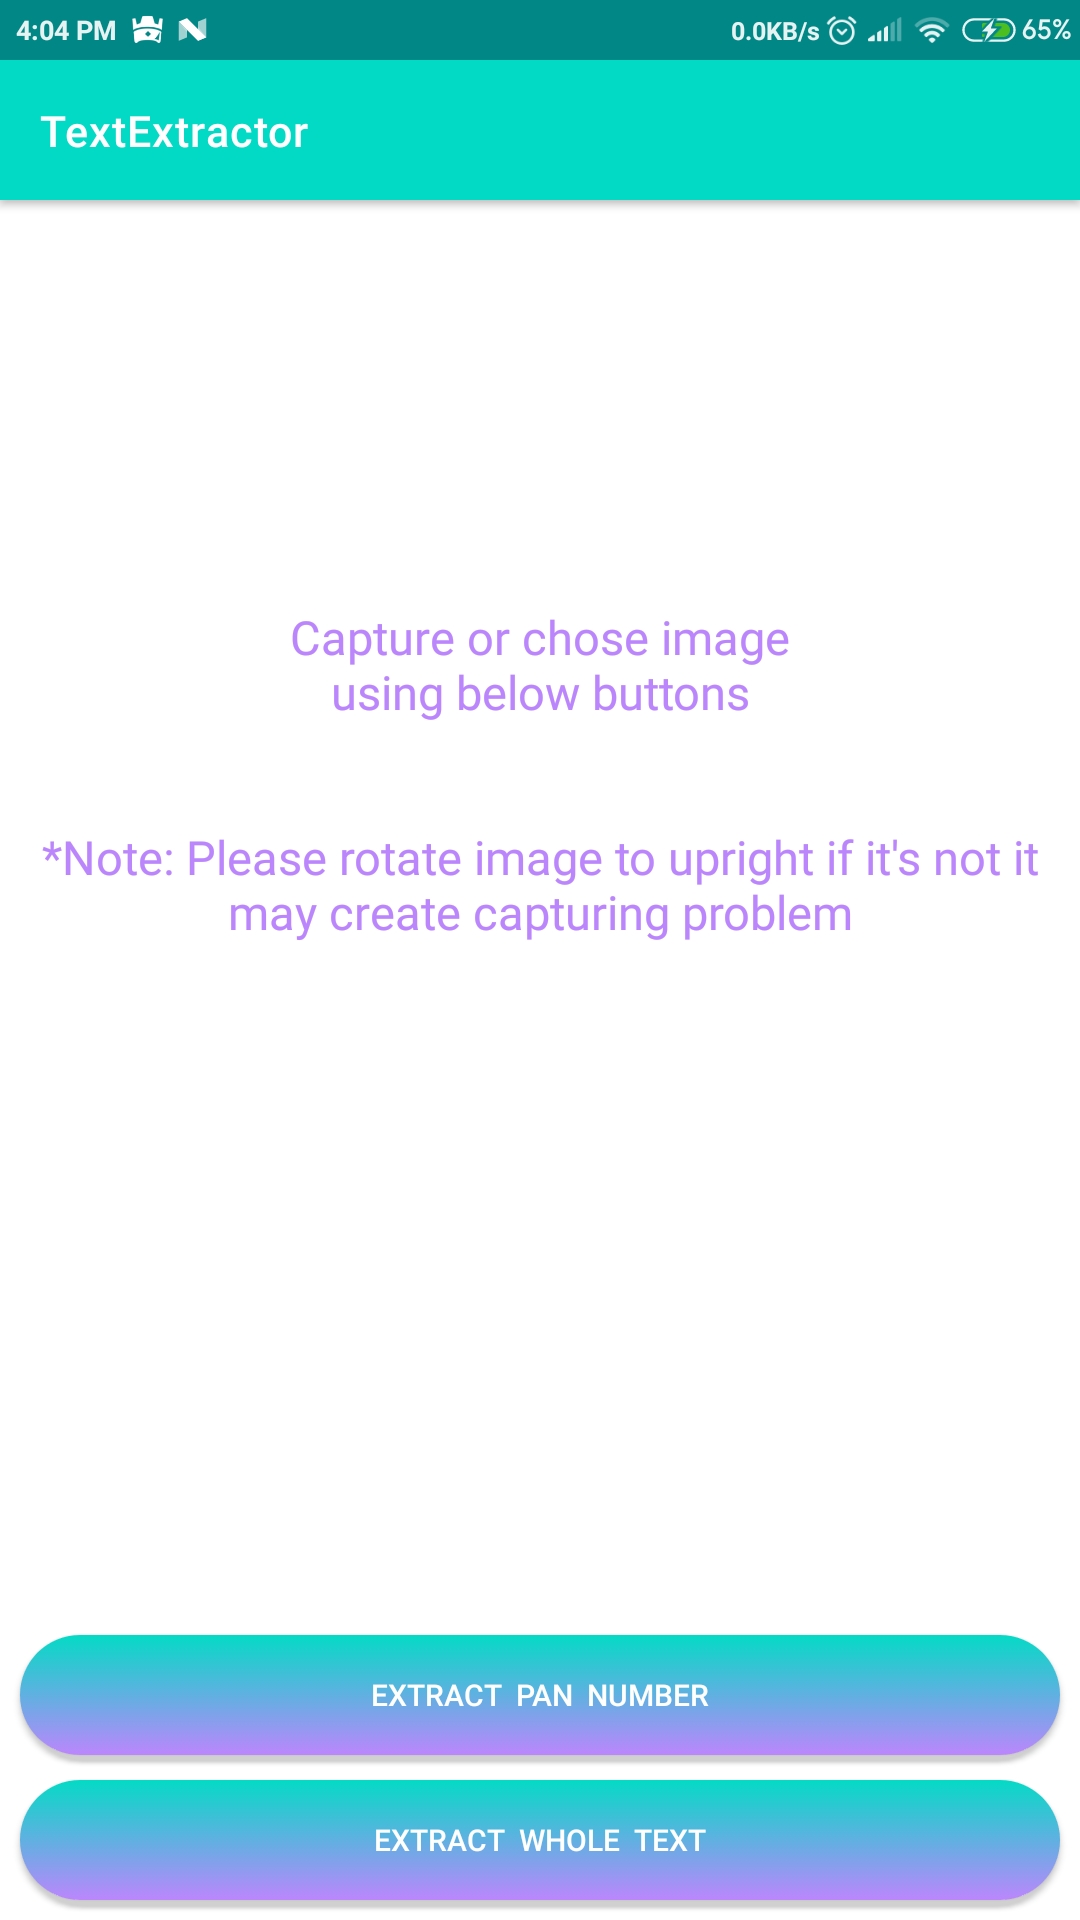 4:04 PM 0.0KB/s 65%
TextExtractor
Capture or chose image
using below buttons
*Note: Please rotate image to upright if it's not it
may create capturing problem
EXTRACT PAN NUMBER
EXTRACT WHOLE TEXT